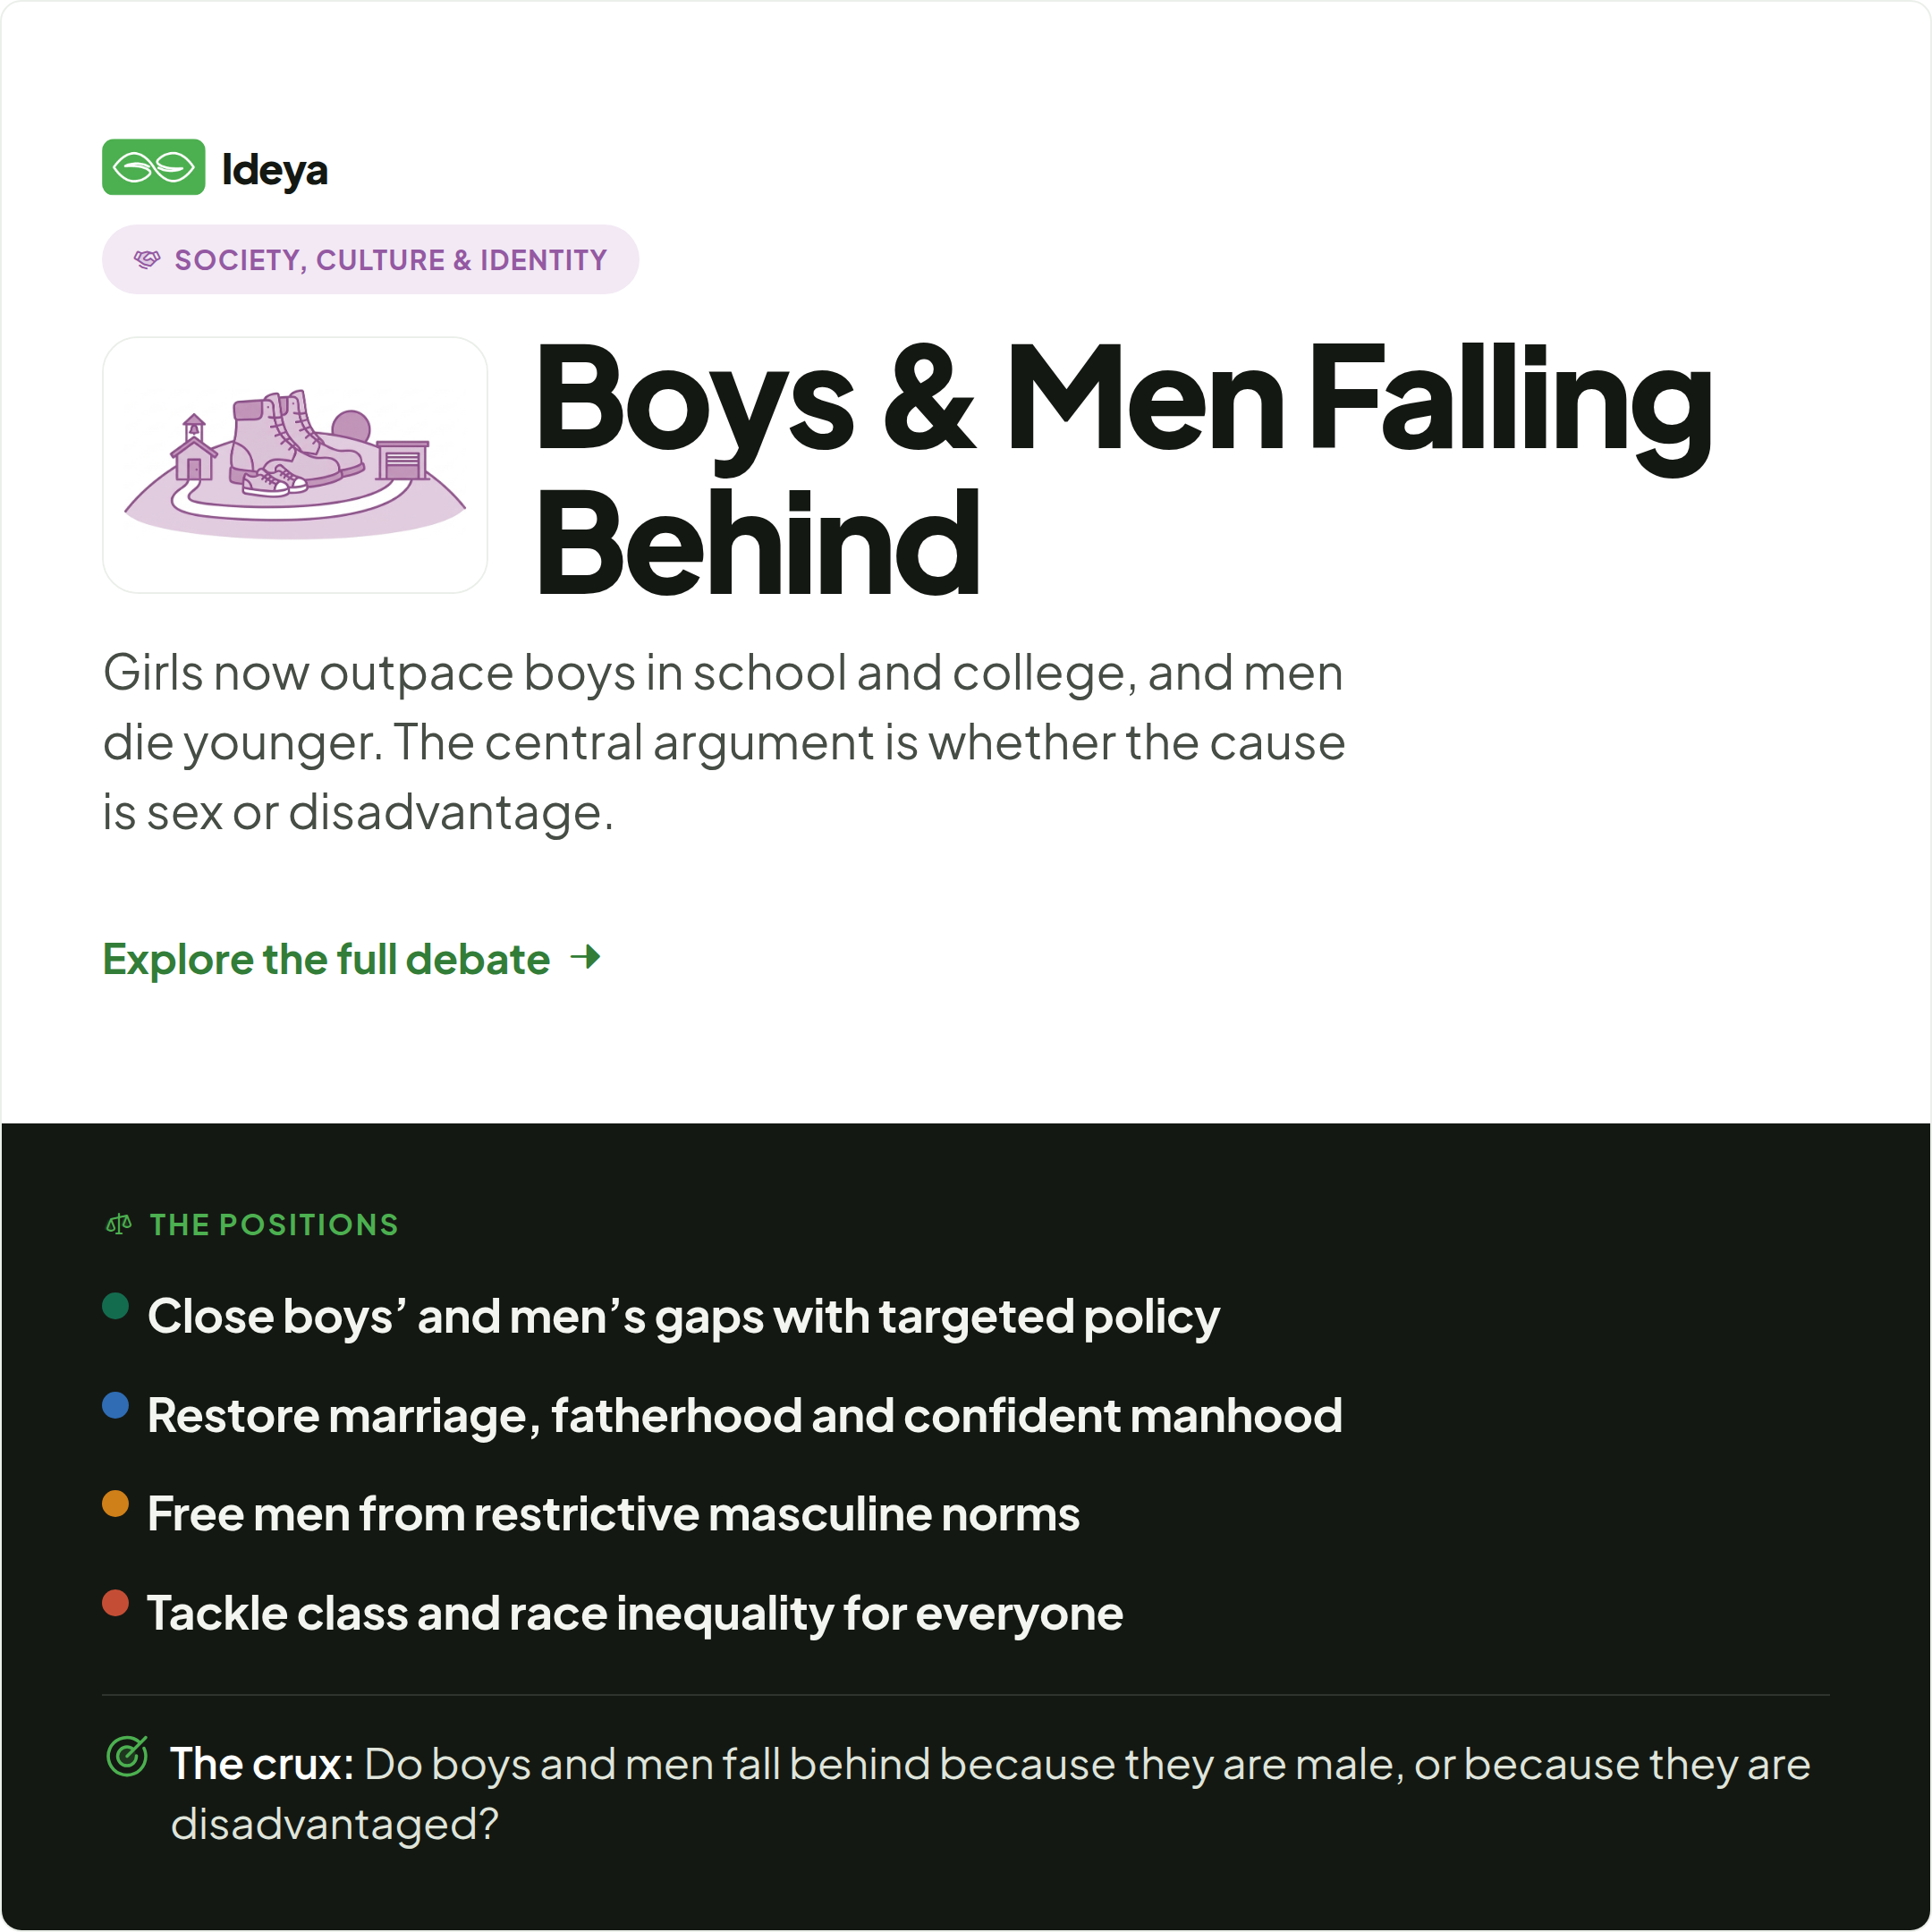 Ideya
SOCIETY, CULTURE & IDENTITY
Boys & Men Falling
Behind
Girls now outpace boys in school and college, and men
die younger. The central argument is whether the cause
is sex or disadvantage.
Explore the full debate
THE POSITIONS
Close boys’ and men’s gaps with targeted policy
Restore marriage, fatherhood and confident manhood
Free men from restrictive masculine norms
Tackle class and race inequality for everyone
The crux: Do boys and men fall behind because they are male, or because they are
disadvantaged?